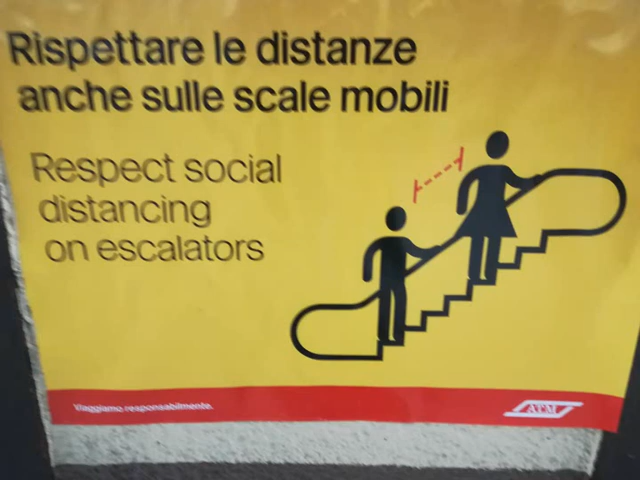 Rispettare le distanze
anche sulle scale mobili
Respect social
distancing
on escalators
Viaggiamo responsabilmente.
ATM